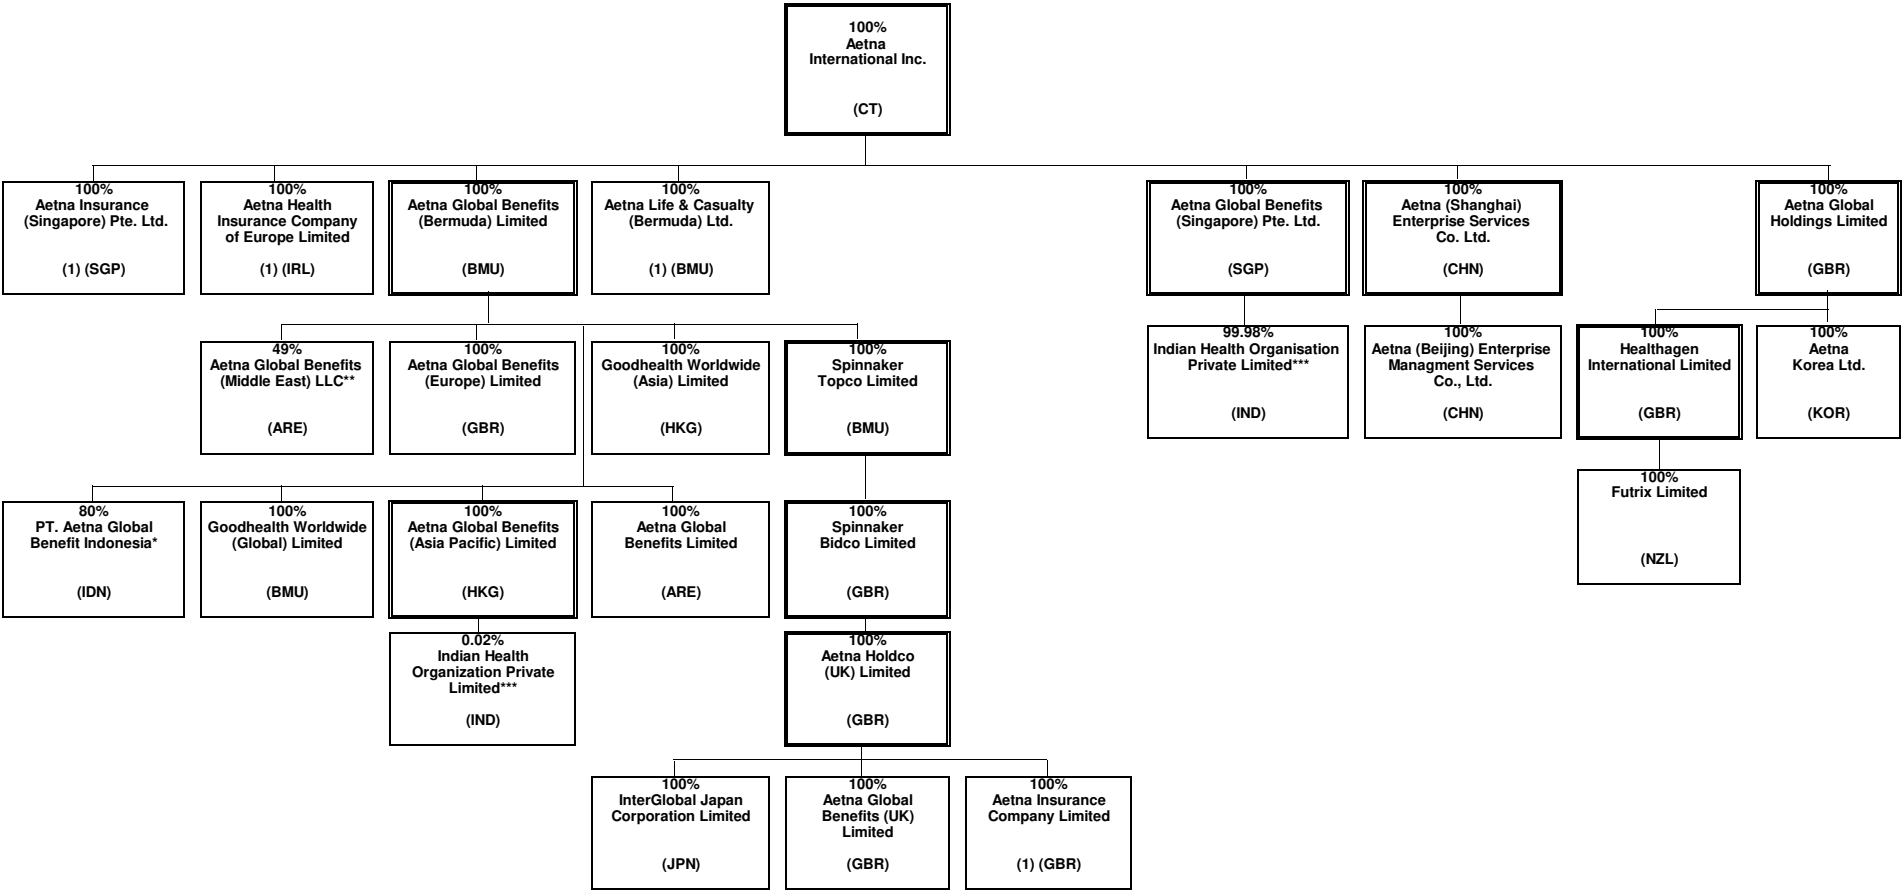 100%
Aetna
International Inc.
(CT)
100%
Aetna Insurance
(Singapore) Pte. Ltd.
(1) (SGP)
100%
Aetna Health
Insurance Company
of Europe Limited
(1) (IRL)
100%
Aetna Global Benefits
(Bermuda) Limited
(BMU)
100%
Aetna Life & Casualty
(Bermuda) Ltd.
(1) (BMU)
100%
Aetna Global Benefits
(Singapore) Pte. Ltd.
(SGP)
100%
Aetna (Shanghai)
Enterprise Services
Co. Ltd.
(CHN)
100%
Aetna Global
Holdings Limited
(GBR)
49%
Aetna Global Benefits
(Middle East) LLC**
(ARE)
100%
Aetna Global Benefits
(Europe) Limited
(GBR)
100%
Goodhealth Worldwide
(Asia) Limited
(HKG)
100%
Spinnaker
Topco Limited
(BMU)
99.98%
Indian Health Organisation
Private Limited***
(IND)
100%
Aetna (Beijing) Enterprise
Managment Services
Co., Ltd.
(CHN)
100%
Healthagen
International Limited
(GBR)
100%
Aetna
Korea Ltd.
(KOR)
100%
Futrix Limited
(NZL)
80%
PT. Aetna Global
Benefit Indonesia*
(IDN)
100%
Goodhealth Worldwide
(Global) Limited
(BMU)
100%
Aetna Global Benefits
(Asia Pacific) Limited
(HKG)
100%
Aetna Global
Benefits Limited
(ARE)
100%
Spinnaker
Bidco Limited
(GBR)
0.02%
Indian Health
Organization Private
Limited***
(IND)
100%
Aetna Holdco
(UK) Limited
(GBR)
100%
InterGlobal Japan
Corporation Limited
(JPN)
100%
Aetna Global
Benefits (UK)
Limited
(GBR)
100%
Aetna Insurance
Company Limited
(1) (GBR)